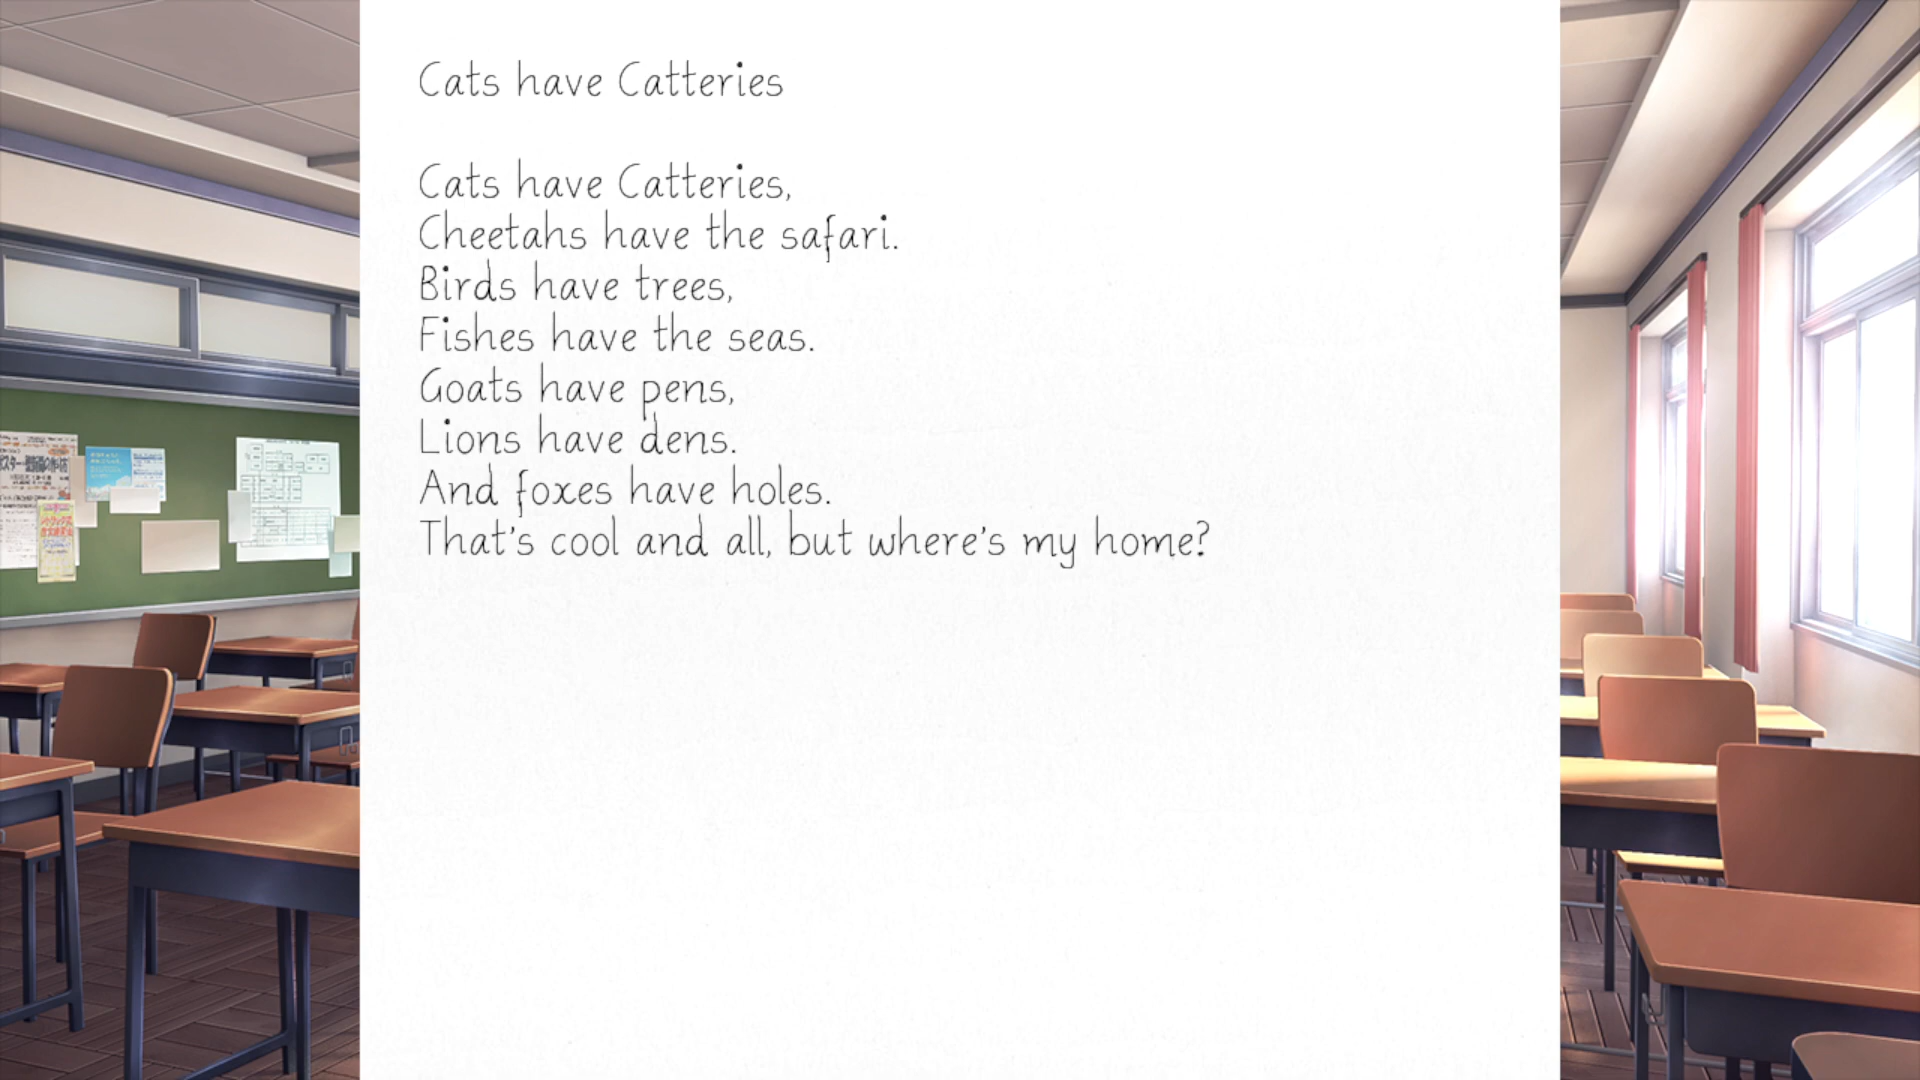 Cats have Catteries
Cats have Catteries,
Cheetahs have the safari.
Birds have trees,
Fishes have the seas.
Goats have pens,
Lions have dens.
And foxes have holes.
That's cool and all, but where's my home?